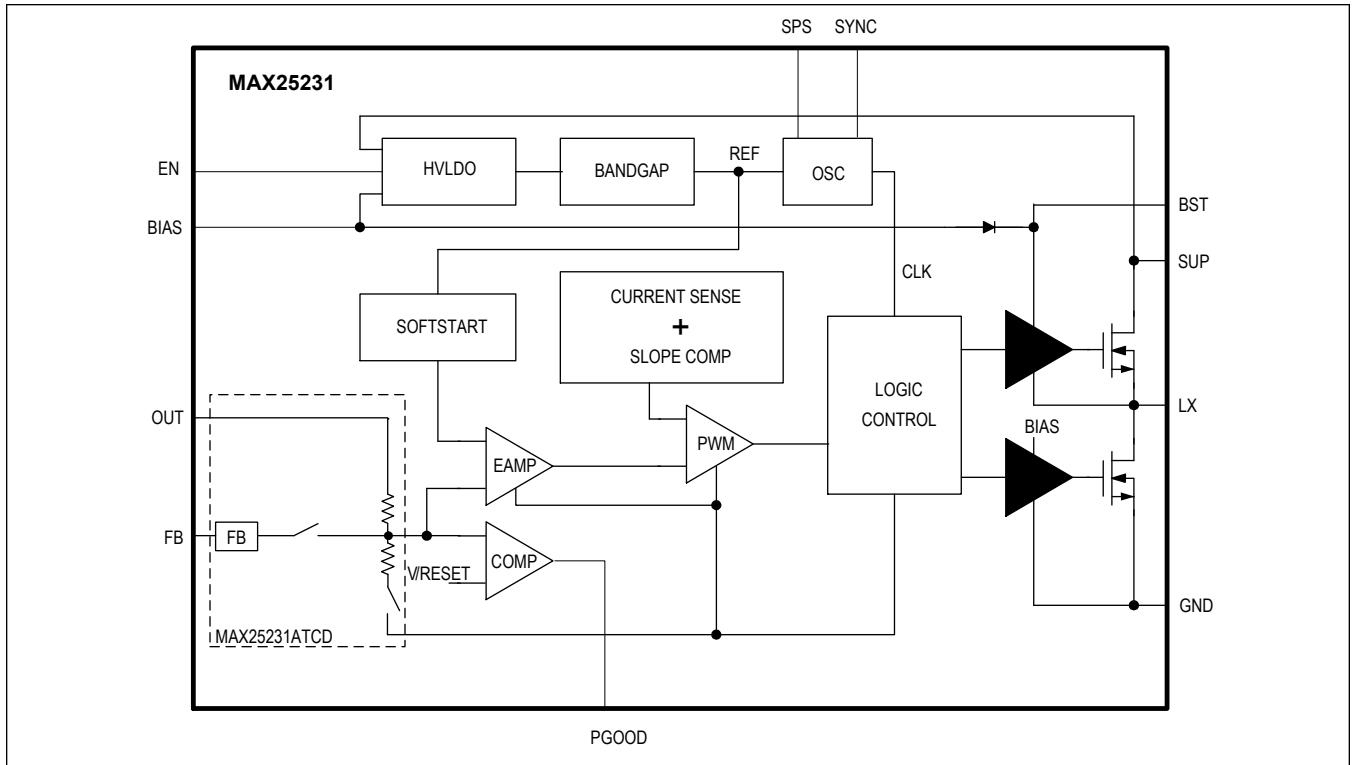 SPS SYNC
MAX25231
EN
HVLDO
BANDGAP
REF
OSC
BIAS
BST
SUP
CLK
SOFTSTART
CURRENT SENSE
+
SLOPE COMP
LOGIC
CONTROL
OUT
LX
EAMP
PWM
BIAS
FB
FB
V/RESET
COMP
MAX25231ATCD
GND
PGOOD